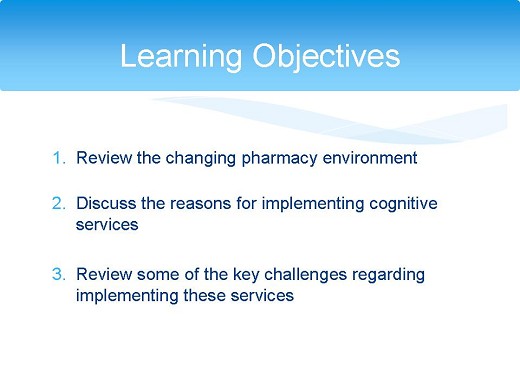 Learning Objectives
1. Review the changing pharmacy environment
2. Discuss the reasons for implementing cognitive
services
3. Review some of the key challenges regarding
implementing these services